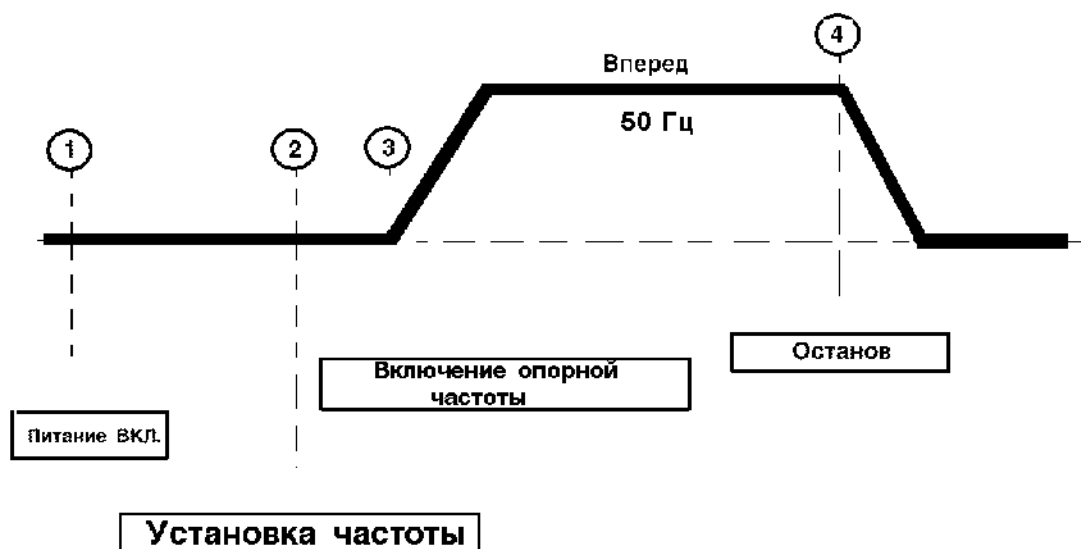 4
Вперед
50 Гц
1
2
3
Останов
Включение опорной
частоты
Питание ВКЛ.
Установка частоты